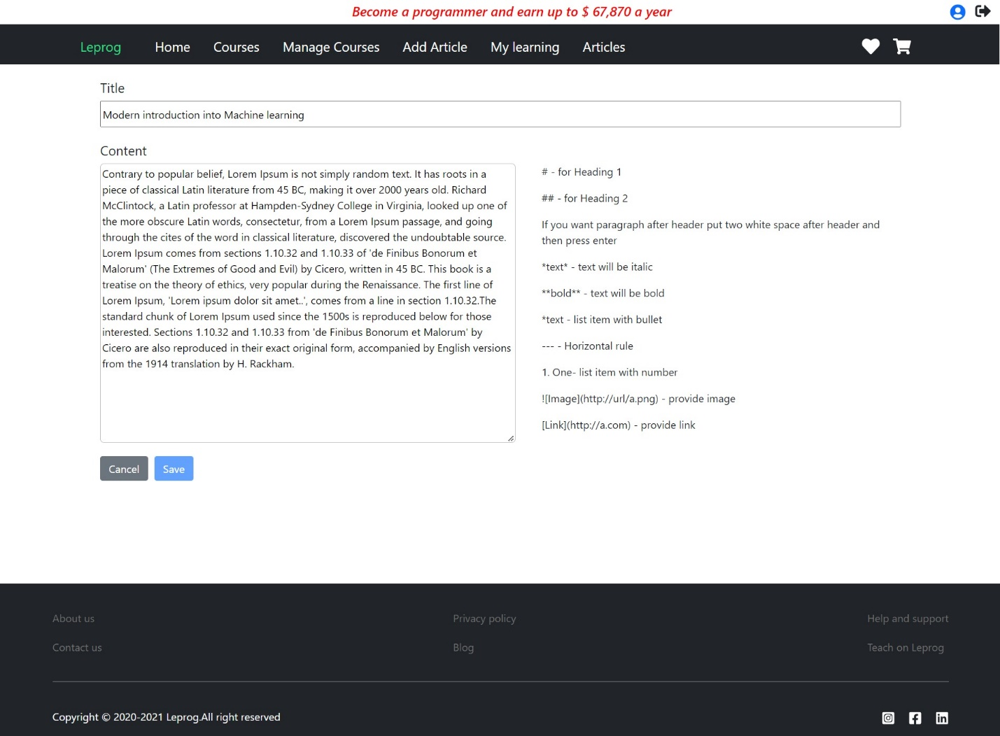 Become a programmer and earn up to $ 67,870 a year
Leprog Home Courses Manage Courses Add Article My learning Articles
Title
Modern introduction into Machine learning
Content
Contrary to popular belief, Lorem Ipsum is not simply random text. It has roots in a
piece of classical Latin literature from 45 BC, making it over 2000 years old. Richard
McClintock, a Latin professor at Hampden-Sydney College in Virginia, looked up one of
the more obscure Latin words, consectetur, from a Lorem Ipsum passage, and going
through the cites of the word in classical literature, discovered the undoubtable source.
Lorem Ipsum comes from sections 1.10.32 and 1.10.33 of 'de Finibus Bonorum et
Malorum' (The Extremes of Good and Evil) by Cicero, written in 45 BC. This book is a
treatise on the theory of ethics, very popular during the Renaissance. The first line of
Lorem Ipsum, 'Lorem ipsum dolor sit amet..', comes from a line in section 1.10.32.The
standard chunk of Lorem Ipsum used since the 1500s is reproduced below for those
interested. Sections 1.10.32 and 1.10.33 from 'de Finibus Bonorum et Malorum' by
Cicero are also reproduced in their exact original form, accompanied by English versions
from the 1914 translation by H. Rackham.
# - for Heading 1
## - for Heading 2
If you want paragraph after header put two white space after header and
then press enter
*text* - text will be italic
**bold** - text will be bold
*text - list item with bullet
--- - Horizontal rule
1. One- list item with number
![Image](http://url/a.png) - provide image
[Link](http://a.com) - provide link
Cancel Save
About us Privacy policy Help and support
Contact us Blog Teach on Leprog
Copyright © 2020-2021 Leprog.All right reserved